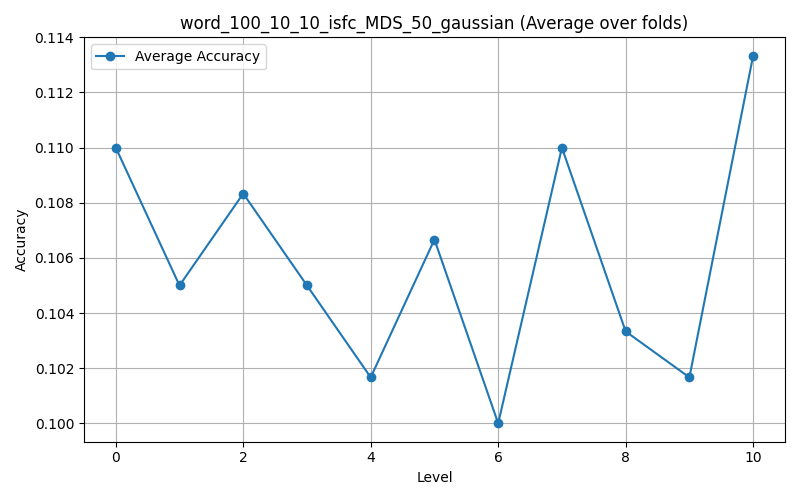 word_100_10_10_isfc_MDS_50_gaussian (Average over folds)
Average Accuracy
0.114
0.112
0.110
0.108
0.106
0.104
0.102
0.100
Accuracy
0 2 4 6 8 10
Level